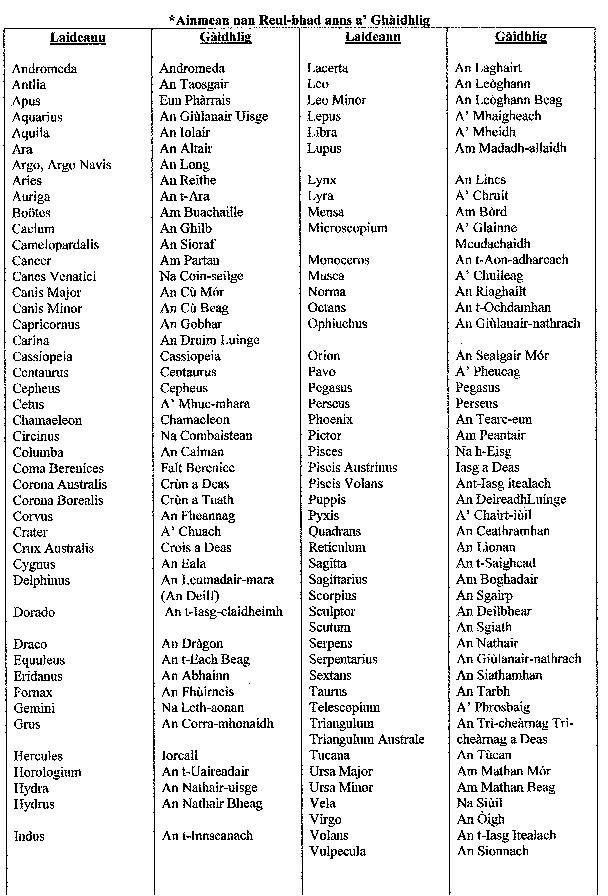 *Ainmean nan Reul-bhad anns a' Ghàidhlig
Laideann Gàidhlig Laideann Gàidhlig
Andromeda Andromeda Lacerta An Laghairt
Antlia An Taosgair Leo An Leòghann
Apus Eun Phàrrais Leo Minor An Leòghann Beag
Aquarius An Giùlanair Uisge Lepus A' Mhaigheach
Aquila An Iolair Libra A' Mheidh
Ara An Altair Lupus Am Madadh-allaidh
Argo, Argo Navis An Long
Aries An Reithe Lynx An Lincs
Auriga An t-Ara Lyra A' Chruit
Boötes Am Buachaille Mensa Am Bòrd
Caelum An Ghilb Microscopium A' Glainne
Camelopardalis An Sioraf Meudachaidh
Cancer Am Partan Monoceros An t-Aon-adharcach
Canes Venatici Na Coin-seilge Musca A' Chuileag
Canis Major An Cù Mór Norma An Riaghailt
Canis Minor An Cù Beag Octans An t-Ochdamhan
Capricornus An Gobhar Ophiuchus An Giùlanair-nathrach
Carina An Druim Luinge
Cassiopeia Cassiopeia Orion An Sealgair Mór
Centaurus Centaurus Pavo A' Pheucag
Cepheus Cepheus Pegasus Pegasus
Cetus A' Mhuc-mhara Perseus Perseus
Chamaeleon Chamaeleon Phoenix An Tearc-eun
Circinus Na Combaistean Pictor Am Peantair
Columba An Calman Pisces Na h-Eisg
Coma Berenices Falt Berenice Piscis Austrinus Iasg a Deas
Corona Australis Crùn a Deas Piscis Volans Ant-Iasg itealach
Corona Borealis Crùn a Tuath Puppis An DeireadhLuinge
Corvus An Fheannag Pyxis A' Chairt-iùil
Crater A' Chuach Quadrans An Ceathramhan
Crux Australis Crois a Deas Reticulum An Lìonan
Cygnus An Eala Sagitta An t-Saighead
Delphinus An Leumadair-mara Sagittarius Am Boghadair
(An Deilf) Scorpius An Sgairp
Dorado An t-Iasg-claidheimh Sculptor An Deilbhear
Scutum An Sgiath
Draco An Dràgon Serpens An Nathair
Equuleus An t-Each Beag Serpentarius An Giùlanair-nathrach
Eridanus An Abhainn Sextans An Siathamhan
Fornax An Fhùirneis Taurus An Tarbh
Gemini Na Leth-aonan Telescopium A' Phrosbaig
Grus An Corra-mhonaidh Triangulum An Tri-cheàrnag Tri-
Triangulum Australe cheàrnag a Deas
Hercules Iorcall Tucana An Tùcan
Horologium An t-Uaireadair Ursa Major Am Mathan Mór
Hydra An Nathair-uisge Ursa Minor Am Mathan Beag
Hydrus An Nathair Bheag Vela Na Siùil
Virgo An Òigh
Indus An t-Innseanach Volans An t-Iasg Itealach
Vulpecula An Sionnach